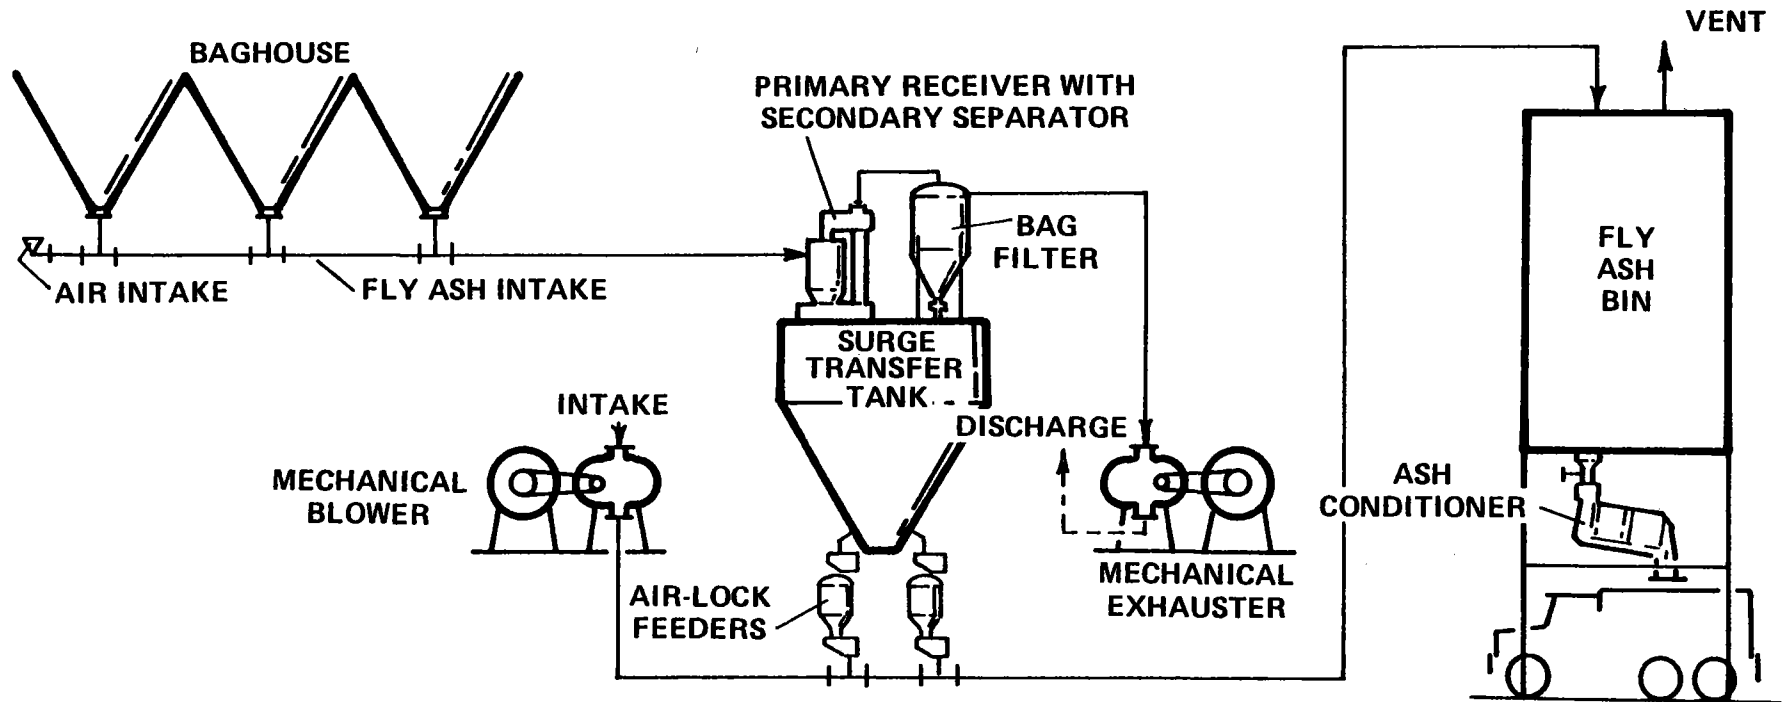 VENT
BAGHOUSE
PRIMARY RECEIVER WITH
SECONDARY SEPARATOR
BAG
FILTER
FLY
ASH
BIN
AIR INTAKE
FLY ASH INTAKE
SURGE
TRANSFER
TANK
INTAKE
DISCHARGE
MECHANICAL
BLOWER
ASH
CONDITIONER
AIR-LOCK
FEEDERS
MECHANICAL
EXHAUSTER